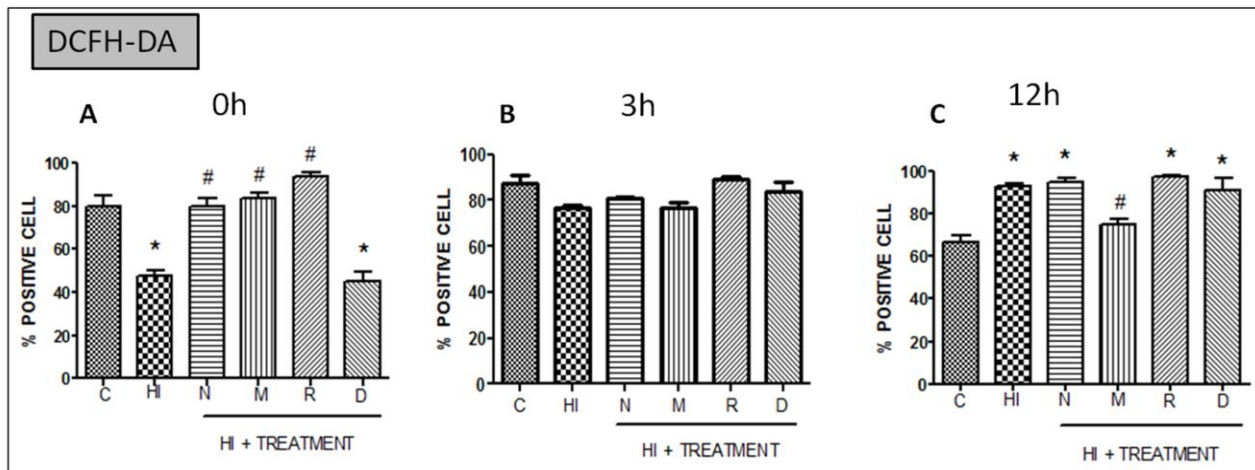 DCFH-DA
A 0h
% POSITIVE CELL
100
80
60
40
20
0
*
#
#
#
*
C HI N M R D
HI + TREATMENT
B 3h
% POSITIVE CELL
100
80
60
40
20
0
C HI N M R D
HI + TREATMENT
C 12h
% POSITIVE CELL
100
80
60
40
20
0
*
*
#
*
*
C HI N M R D
HI + TREATMENT